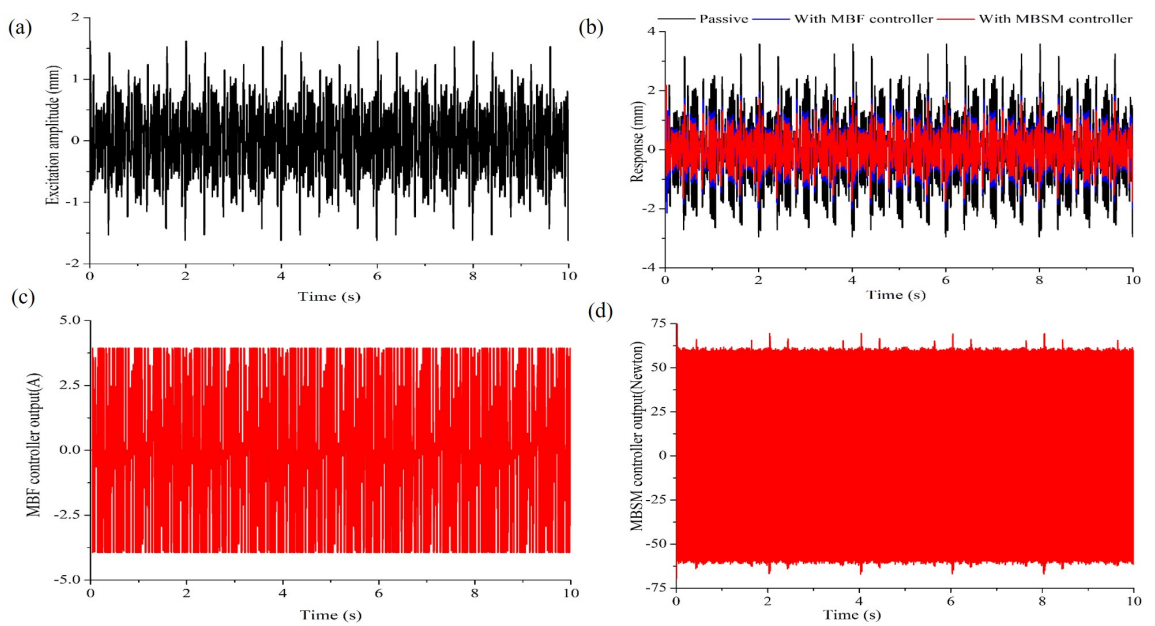 (a)
2
1
0
-1
-2
Excitation amplitude (mm)
0 2 4 6 8 10
Time (s)
(b)
Passive With MBF controller With MBSM controller
4
2
0
-2
-4
Response (mm)
0 2 4 6 8 10
Time (s)
(c)
5.0
2.5
0.0
-2.5
-5.0
MBF controller output(A)
0 2 4 6 8 10
Time (s)
(d)
75
50
25
0
-25
-50
-75
MBSM controller output(Newton)
0 2 4 6 8 10
Time (s)